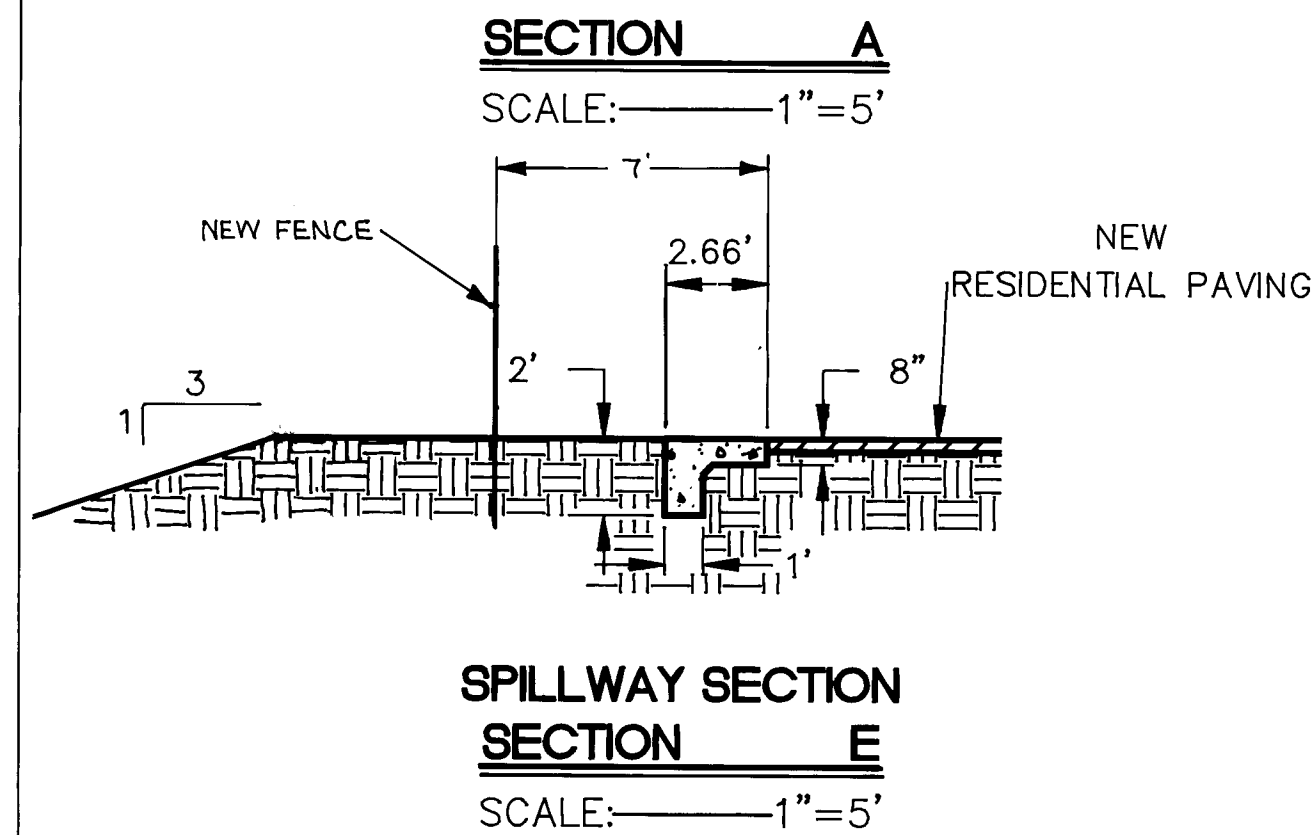 SECTION A
SCALE: 1"=5'
7'
NEW FENCE
2.66'
NEW
RESIDENTIAL PAVING
2'
8"
3
1
1'
SPILLWAY SECTION
SECTION E
SCALE: 1"=5'